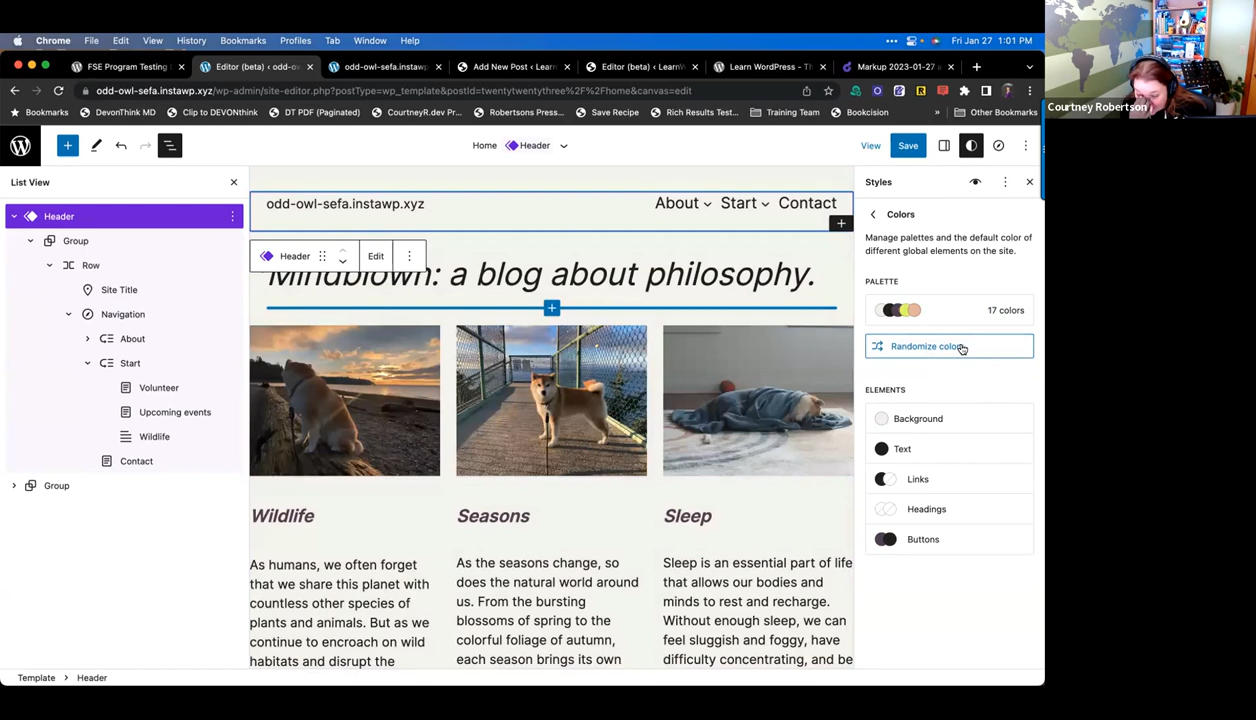 Chrome File Edit View History Bookmarks Profiles Tab Window Help
Fri Jan 27 1:01 PM
FSE Program Testing
Editor (beta) ‹ odd-o
odd-owl-sefa.instawp.
Add New Post ‹ Learn
Editor (beta) ‹ LearnW
Learn WordPress - Th
Markup 2023-01-27 a
odd-owl-sefa.instawp.xyz/wp-admin/site-editor.php?postType=wp_template&postId=twentytwentythree%2F%2Fhome&canvas=edit
Bookmarks
DevonThink MD
Clip to DEVONthink
DT PDF (Paginated)
CourtneyR.dev Pr...
Robertsons Press...
Save Recipe
Rich Results Test...
Training Team
Bookcision
»
Other Bookmarks
Courtney Robertson
Home Header
View
Save
List View
Header
Group
Row
Site Title
Navigation
About
Start
Volunteer
Upcoming events
Wildlife
Contact
Group
odd-owl-sefa.instawp.xyz
About Start Contact
Header Edit
Mindblown: a blog about philosophy.
Wildlife
As humans, we often forget
that we share this planet with
countless other species of
plants and animals. But as we
continue to encroach on wild
habitats and disrupt the
Seasons
As the seasons change, so
does the natural world around
us. From the bursting
blossoms of spring to the
colorful foliage of autumn,
each season brings its own
Sleep
Sleep is an essential part of life
that allows our bodies and
minds to rest and recharge.
Without enough sleep, we can
feel sluggish and foggy, have
difficulty concentrating, and be
Styles
Colors
Manage palettes and the default color of
different global elements on the site.
PALETTE
17 colors
Randomize colors
ELEMENTS
Background
Text
Links
Headings
Buttons
Template > Header